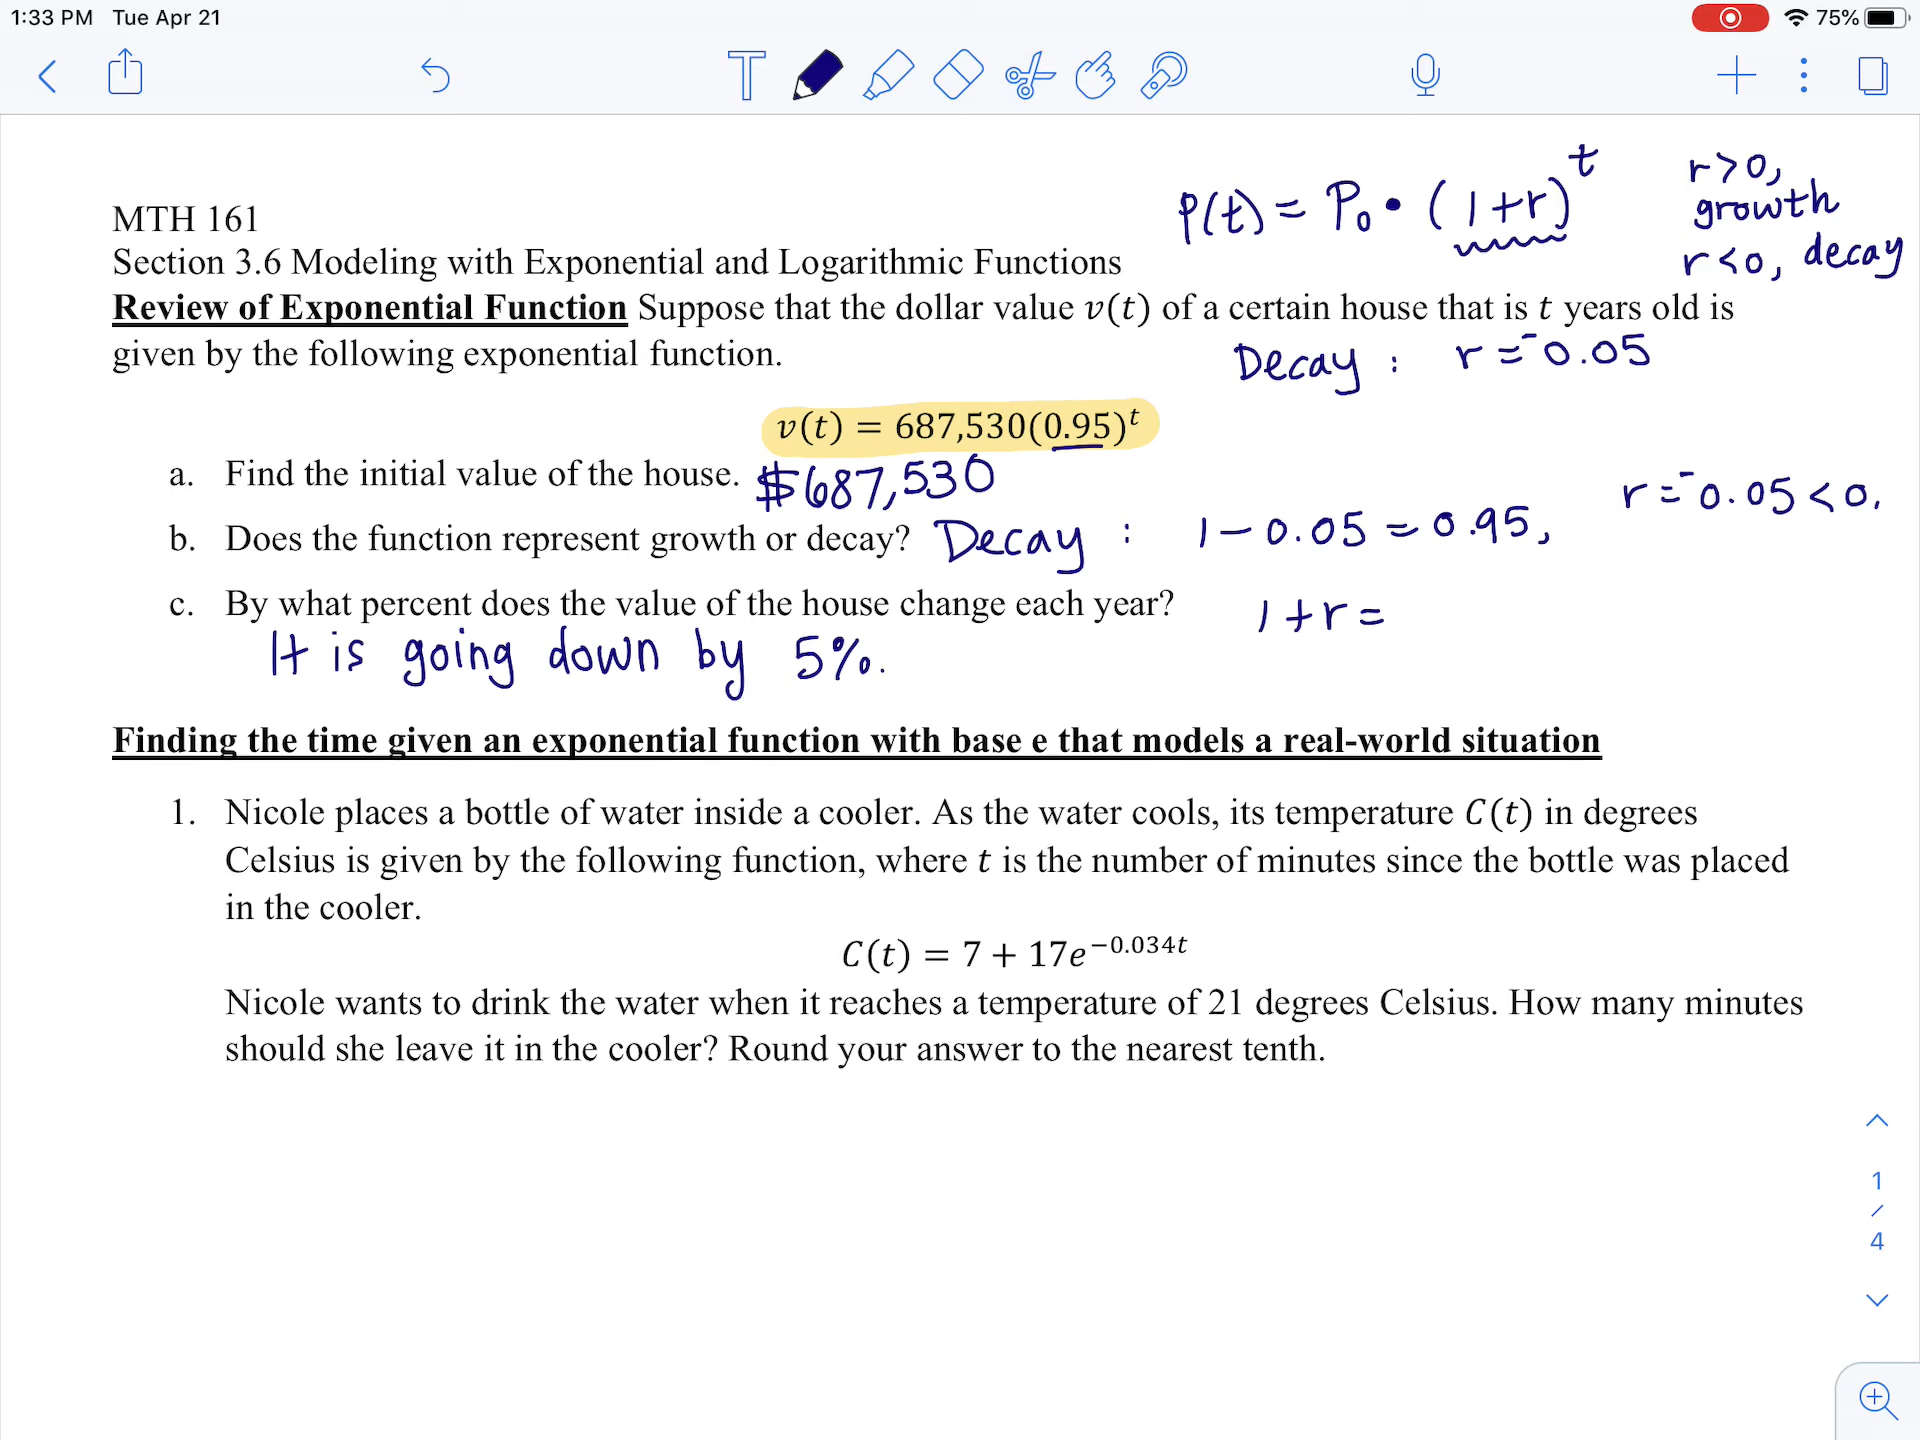 1:33 PM Tue Apr 21
75%
T
P(t) = P₀ • (1+r)^t
r>0,
growth
r<0, decay
MTH 161
Section 3.6 Modeling with Exponential and Logarithmic Functions
Review of Exponential Function Suppose that the dollar value v(t) of a certain house that is t years old is
given by the following exponential function.
Decay : r = -0.05
v(t) = 687,530(0.95)^t
a. Find the initial value of the house. $687,530
r = -0.05 < 0.
b. Does the function represent growth or decay? Decay : 1 - 0.05 = 0.95,
c. By what percent does the value of the house change each year? 1 + r =
It is going down by 5%.
Finding the time given an exponential function with base e that models a real-world situation
1. Nicole places a bottle of water inside a cooler. As the water cools, its temperature C(t) in degrees
Celsius is given by the following function, where t is the number of minutes since the bottle was placed
in the cooler.
C(t) = 7 + 17e^−0.034t
Nicole wants to drink the water when it reaches a temperature of 21 degrees Celsius. How many minutes
should she leave it in the cooler? Round your answer to the nearest tenth.
1
/
4